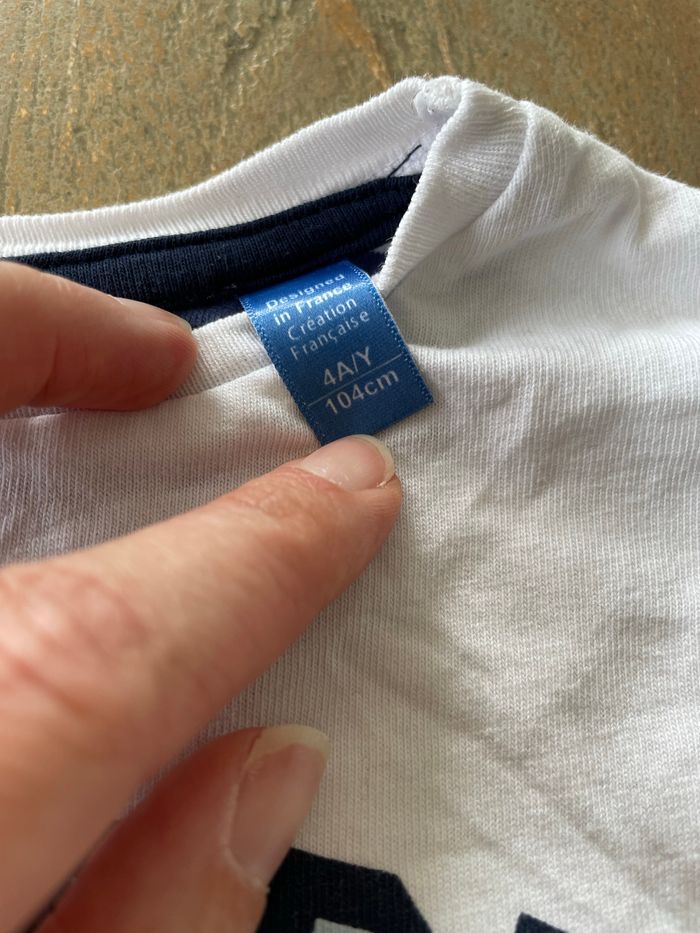 Designed
in France
Création
Française
4A/Y
104cm